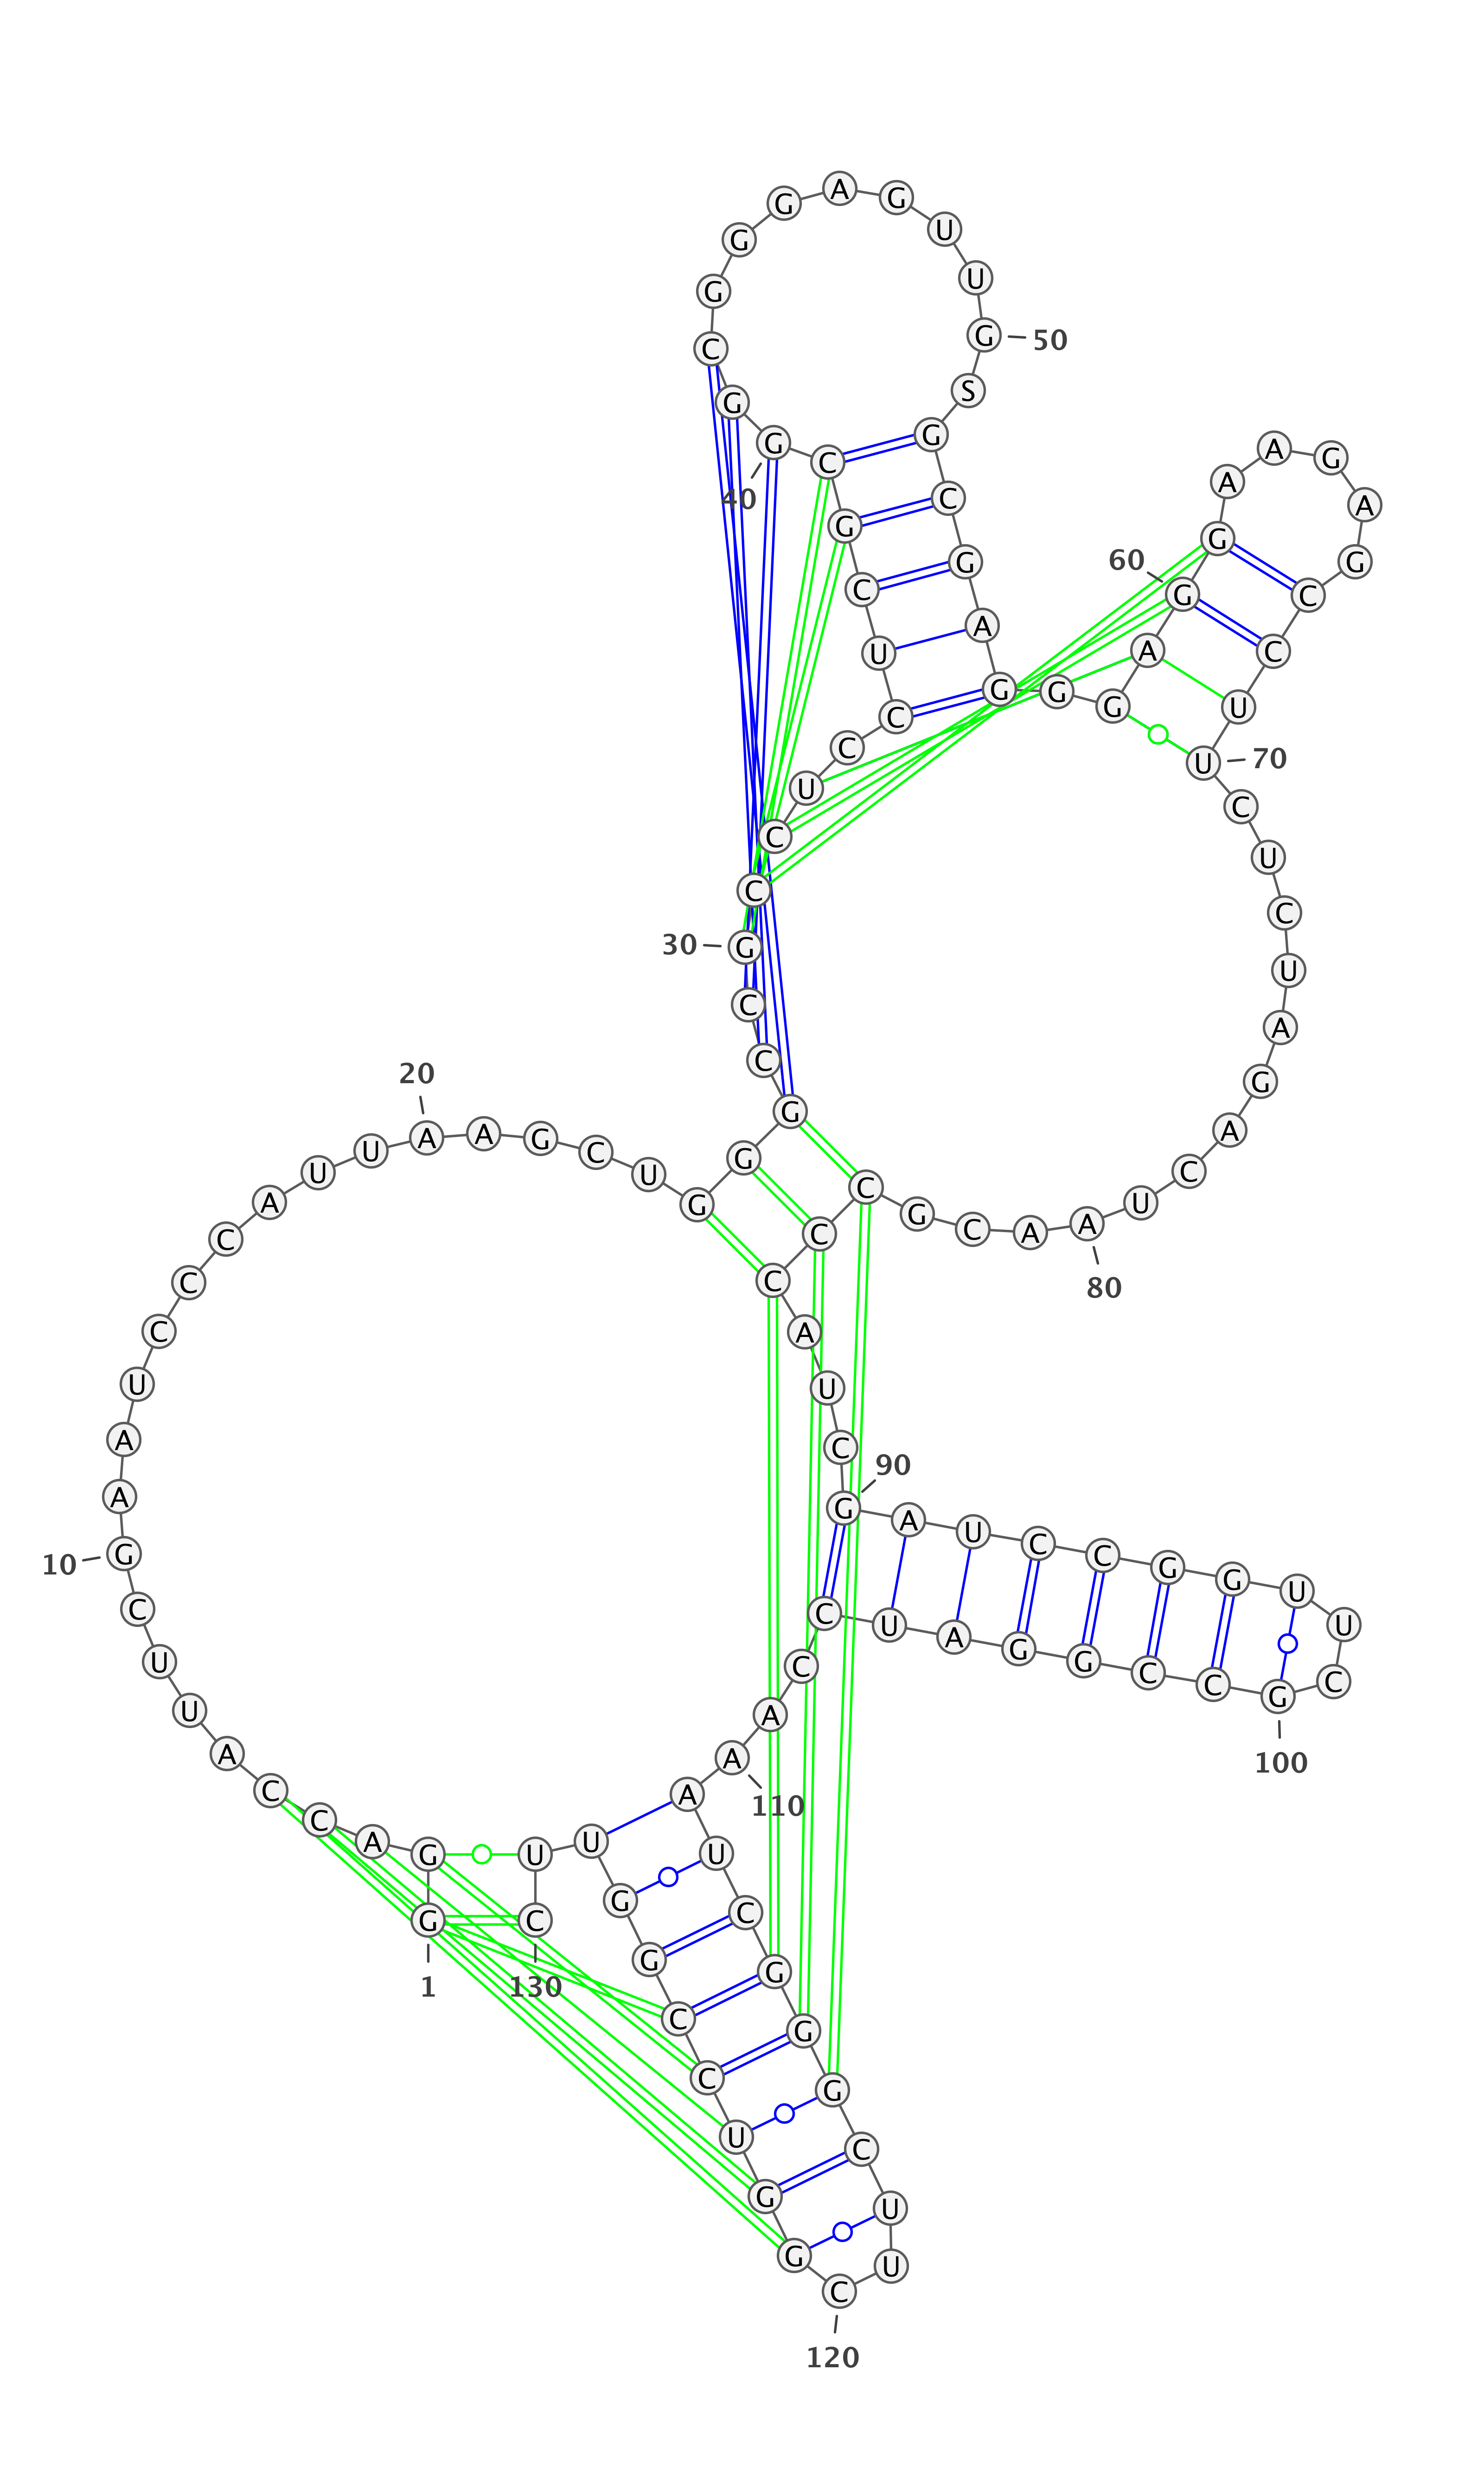 G G A C C A U U C G
1
10
A A U C C C A U U A
20
A G C U G G G C C G
30
C C U C C U C G C G
40
G C G G G A G U U G
50
S G C G A G G G A G
60
G A A G A G C C U U
70
C U C U A G A C U A
80
A C G C C C A U C G
90
A U C C G G U U C G
100
C C G G A U C C A A
110
A U C G G G C U U C
120
G G U C C G G U U C
130